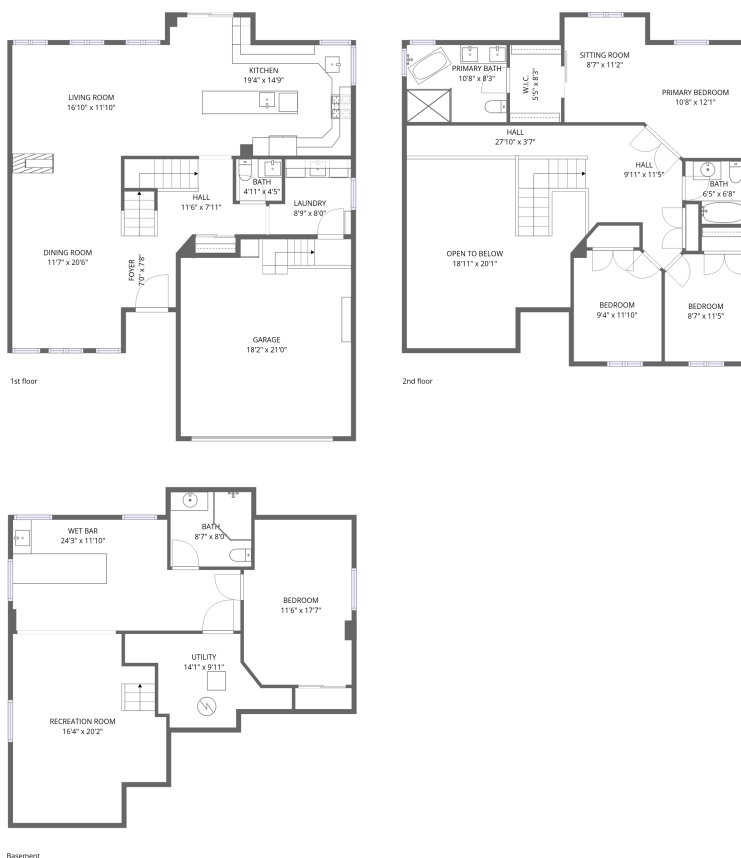 KITCHEN
19'4" x 14'9"
LIVING ROOM
16'10" x 11'10"
BATH
4'11" x 4'5"
HALL
11'6" x 7'11"
LAUNDRY
8'9" x 8'0"
DINING ROOM
11'7" x 20'6"
FOYER
7'0" x 7'8"
GARAGE
18'2" x 21'0"
1st floor
SITTING ROOM
8'7" x 11'2"
PRIMARY BATH
10'8" x 8'3"
W.I.C.
5'5" x 8'3"
PRIMARY BEDROOM
10'8" x 12'1"
HALL
27'10" x 3'7"
HALL
9'11" x 11'5"
BATH
6'5" x 6'8"
OPEN TO BELOW
18'11" x 20'1"
BEDROOM
9'4" x 11'10"
BEDROOM
8'7" x 11'5"
2nd floor
WET BAR
24'3" x 11'10"
BATH
8'7" x 8'0"
BEDROOM
11'6" x 17'7"
UTILITY
14'1" x 9'11"
RECREATION ROOM
16'4" x 20'2"
Basement